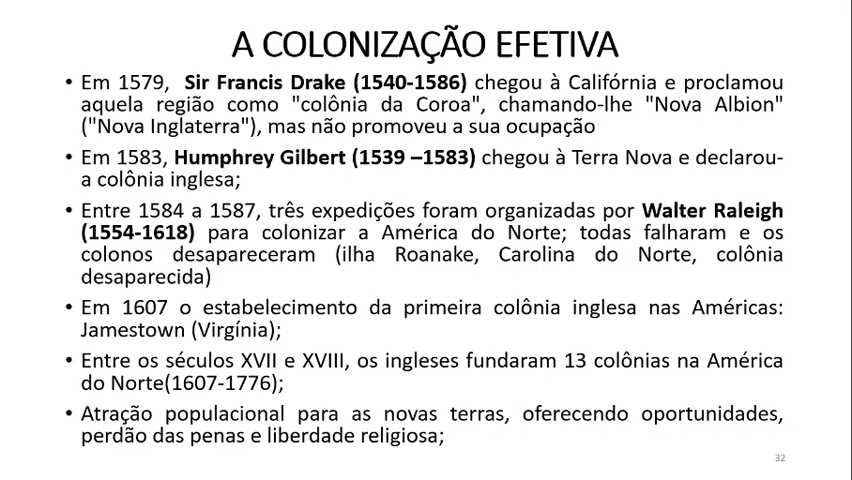 A COLONIZAÇÃO EFETIVA
• Em 1579, Sir Francis Drake (1540-1586) chegou à Califórnia e proclamou
aquela região como "colônia da Coroa", chamando-lhe "Nova Albion"
("Nova Inglaterra"), mas não promoveu a sua ocupação
• Em 1583, Humphrey Gilbert (1539 –1583) chegou à Terra Nova e declarou-
a colônia inglesa;
• Entre 1584 a 1587, três expedições foram organizadas por Walter Raleigh
(1554-1618) para colonizar a América do Norte; todas falharam e os
colonos desapareceram (ilha Roanake, Carolina do Norte, colônia
desaparecida)
• Em 1607 o estabelecimento da primeira colônia inglesa nas Américas:
Jamestown (Virgínia);
• Entre os séculos XVII e XVIII, os ingleses fundaram 13 colônias na América
do Norte(1607-1776);
• Atração populacional para as novas terras, oferecendo oportunidades,
perdão das penas e liberdade religiosa;
32